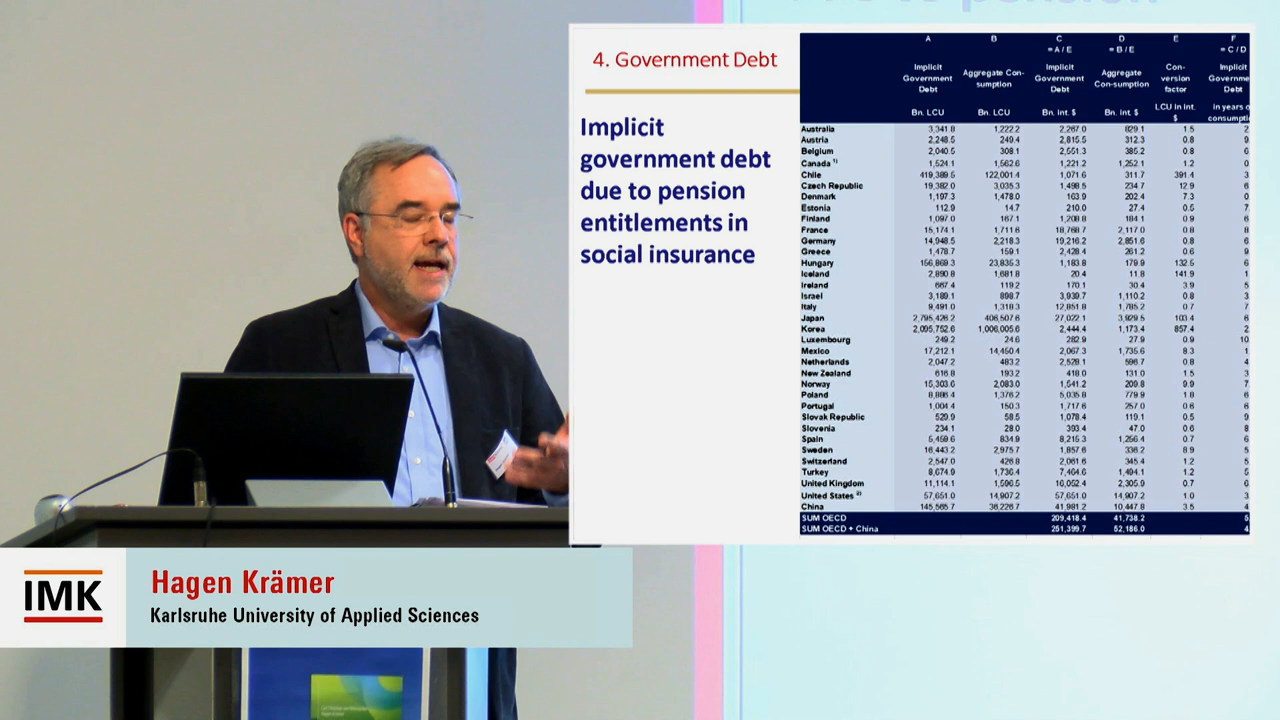 4. Government Debt
Implicit
government debt
due to pension
entitlements in
social insurance
A B C D E F
= A / E = B / E = C / D
Implicit Government Debt Aggregate Con-sumption Implicit Government Debt Aggregate Con-sumption Con-version factor Implicit Governme Debt
Bn. LCU Bn. LCU Bn. Int. $ Bn. Int. $ LCU in Int. $ in years o consumptio
Australia 3,341.8 1,222.2 2,267.0 829.1 1.5 2
Austria 2,248.5 249.4 2,815.5 312.3 0.8 9
Belgium 2,040.5 308.1 2,551.3 385.2 0.8 6
Canada 1) 1,524.1 1,562.6 1,221.2 1,252.1 1.2 0
Chile 419,389.5 122,001.4 1,071.6 311.7 391.4 3
Czech Republic 19,382.0 3,035.3 1,498.5 234.7 12.9 6
Denmark 1,197.3 1,478.0 163.9 202.4 7.3 0
Estonia 112.9 14.7 210.0 27.4 0.5 7
Finland 1,097.0 167.1 1,208.8 184.1 0.9 6
France 15,174.1 1,711.6 18,768.7 2,117.0 0.8 8
Germany 14,948.5 2,218.3 19,216.2 2,851.6 0.8 6
Greece 1,478.7 159.1 2,428.4 261.2 0.6 9
Hungary 156,869.3 23,835.3 1,183.8 179.9 132.5 6
Iceland 2,890.8 1,681.8 20.4 11.8 141.9 1
Ireland 667.4 119.2 170.1 30.4 3.9 5
Israel 3,189.1 898.7 3,939.7 1,110.2 0.8 3
Italy 9,491.0 1,318.3 12,851.8 1,785.2 0.7 7
Japan 2,795,426.2 406,507.6 27,022.1 3,929.5 103.4 6
Korea 2,095,752.6 1,006,005.6 2,444.4 1,173.4 857.4 2
Luxembourg 249.2 24.6 282.9 27.9 0.9 10
Mexico 17,212.1 14,450.4 2,067.3 1,735.6 8.3 1
Netherlands 2,047.2 483.2 2,528.1 596.7 0.8 4
New Zealand 616.8 193.2 418.0 131.0 1.5 3
Norway 15,303.6 2,083.0 1,541.2 209.8 9.9 7
Poland 8,886.4 1,376.2 5,035.8 779.9 1.8 6
Portugal 1,004.4 150.3 1,717.6 257.0 0.6 6
Slovak Republic 529.9 58.5 1,078.4 119.1 0.5 9
Slovenia 234.1 28.0 393.4 47.0 0.6 8
Spain 5,459.6 834.9 8,215.3 1,256.4 0.7 6
Sweden 16,443.2 2,975.7 1,857.6 336.2 8.9 5
Switzerland 2,547.0 426.8 2,061.6 345.4 1.2 5
Turkey 8,674.9 1,736.4 7,464.6 1,494.1 1.2 5
United Kingdom 11,114.1 1,596.5 16,052.4 2,305.9 0.7 6
United States 2) 57,651.0 14,907.2 57,651.0 14,907.2 1.0 3
China 145,565.7 36,226.7 41,981.2 10,447.8 3.5 4
SUM OECD 209,418.4 41,738.2 5
SUM OECD + China 251,399.7 52,186.0 4
IMK
Hagen Krämer
Karlsruhe University of Applied Sciences